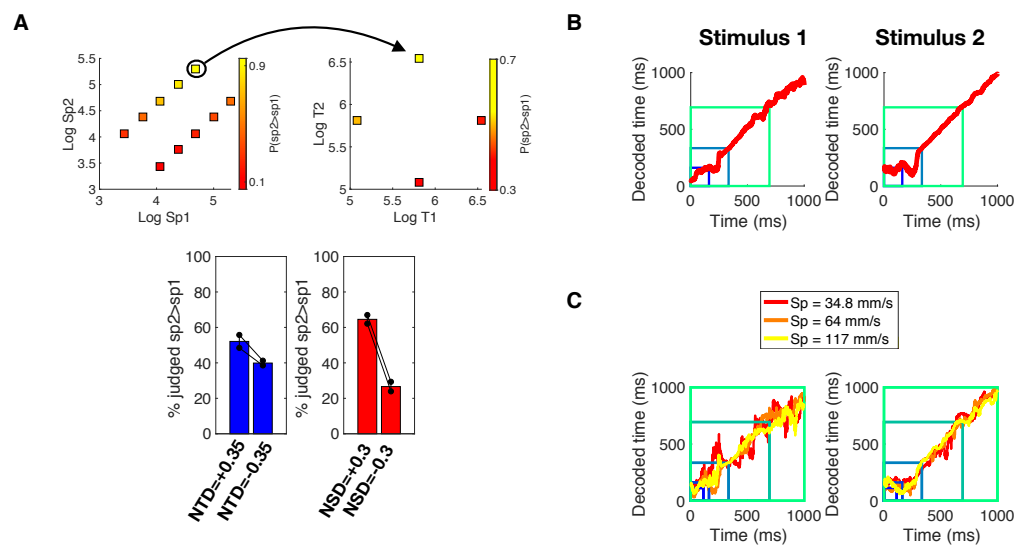 A
B
Stimulus 1
Stimulus 2
5.5
5
4.5
4
3.5
3
Log Sp2
3
4
5
Log Sp1
0.9
0.1
P(sp2>sp1)
6.5
6
5
Log T2
5
5.5
6
6.5
Log T1
0.7
0.3
P(sp2>sp1)
1000
500
0
Decoded time (ms)
0
500
1000
Time (ms)
1000
500
0
Decoded time (ms)
0
500
1000
Time (ms)
100
80
60
40
20
0
% judged sp2>sp1
NTD=+0.35
NTD=-0.35
100
80
60
40
20
0
% judged sp2>sp1
NSD=+0.3
NSD=-0.3
C
Sp = 34.8 mm/s
Sp = 64 mm/s
Sp = 117 mm/s
1000
500
0
Decoded time (ms)
0
500
1000
Time (ms)
1000
500
0
Decoded time (ms)
0
500
1000
Time (ms)